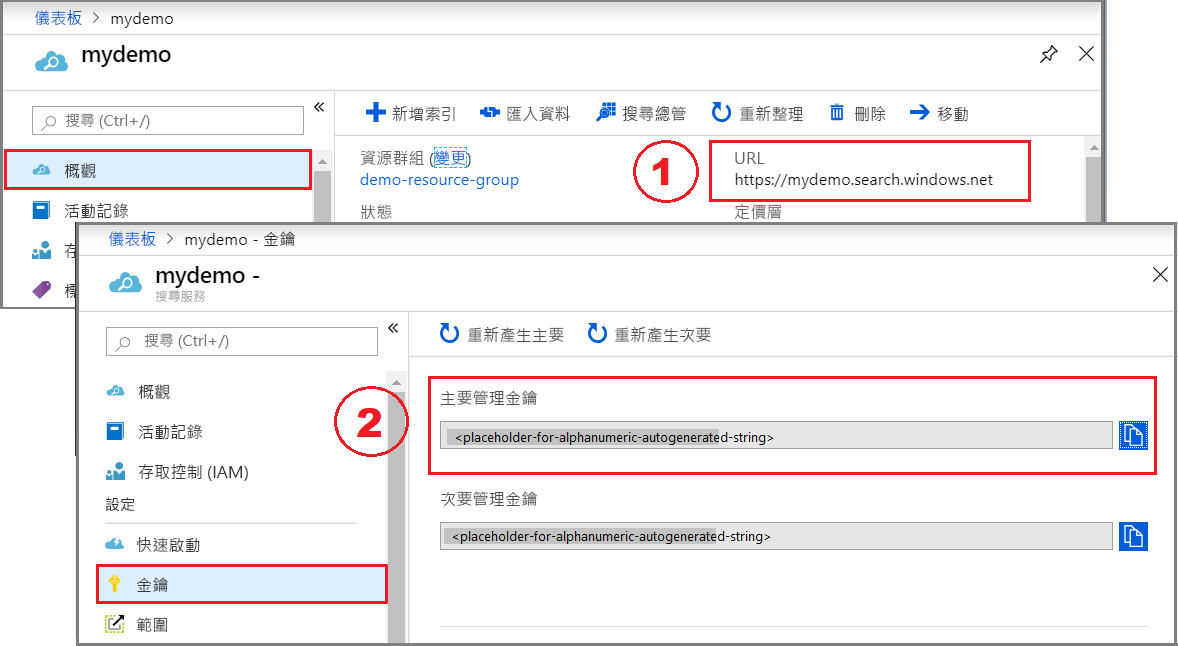 儀表板 > mydemo
mydemo
搜尋 (Ctrl+/)
«
新增索引 匯入資料 搜尋總管 重新整理 刪除 移動
概觀
活動記錄
存
資源群組 (變更)
demo-resource-group
狀態
1
URL
https://mydemo.search.windows.net
定價層
儀表板 > mydemo - 金鑰
mydemo -
搜尋服務
搜尋 (Ctrl+/)
«
重新產生主要 重新產生次要
概觀
活動記錄
存取控制 (IAM)
設定
快速啟動
金鑰
範圍
2
主要管理金鑰
<placeholder-for-alphanumeric-autogenerated-string>
次要管理金鑰
<placeholder-for-alphanumeric-autogenerated-string>